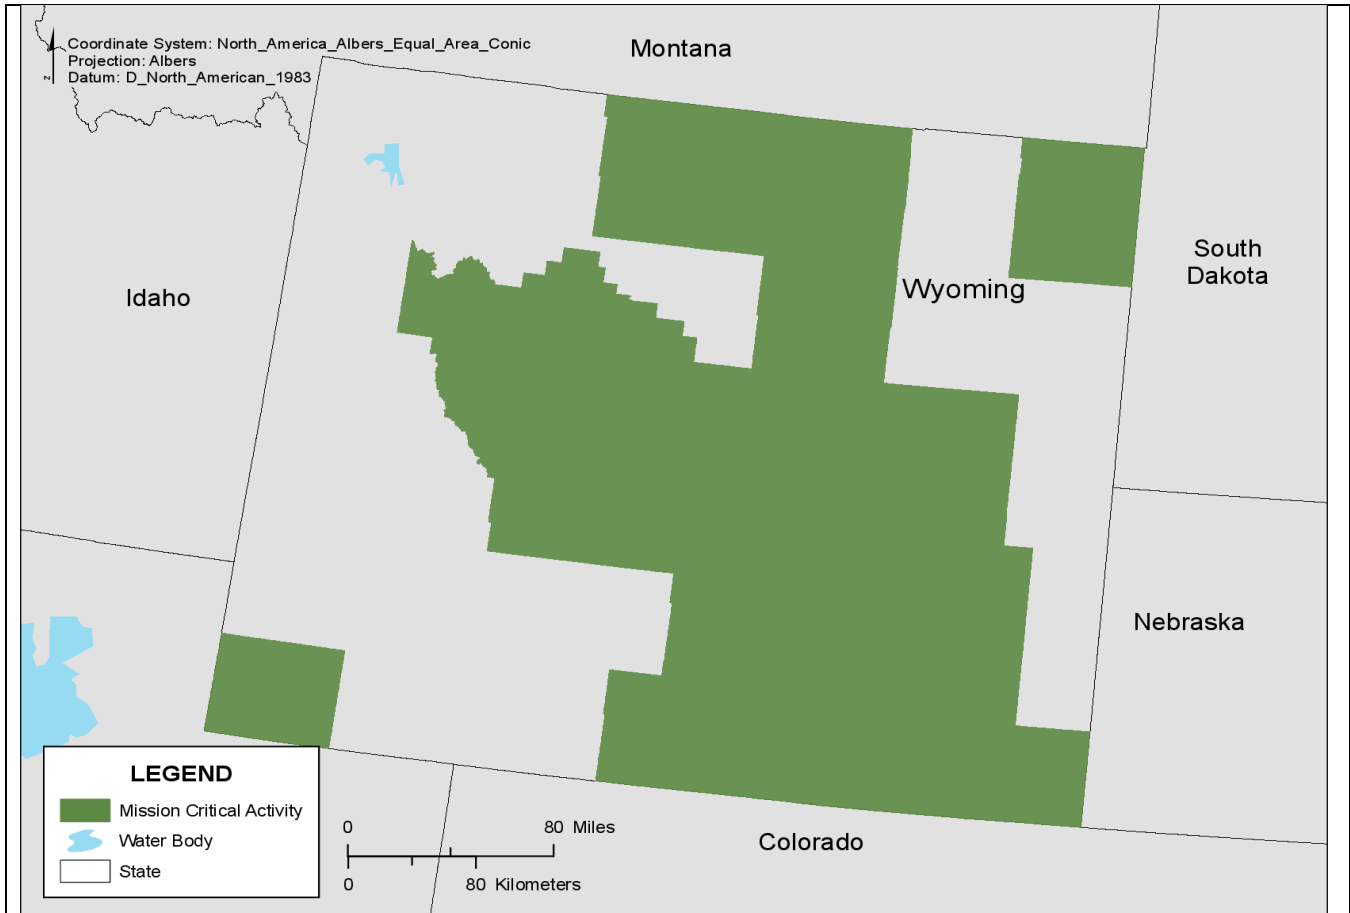 Coordinate System: North_America_Albers_Equal_Area_Conic
Projection: Albers
Datum: D_North_American_1983
N
Montana
South
Dakota
Idaho
Wyoming
Nebraska
Colorado
LEGEND
Mission Critical Activity
Water Body
State
0 80 Miles
0 80 Kilometers